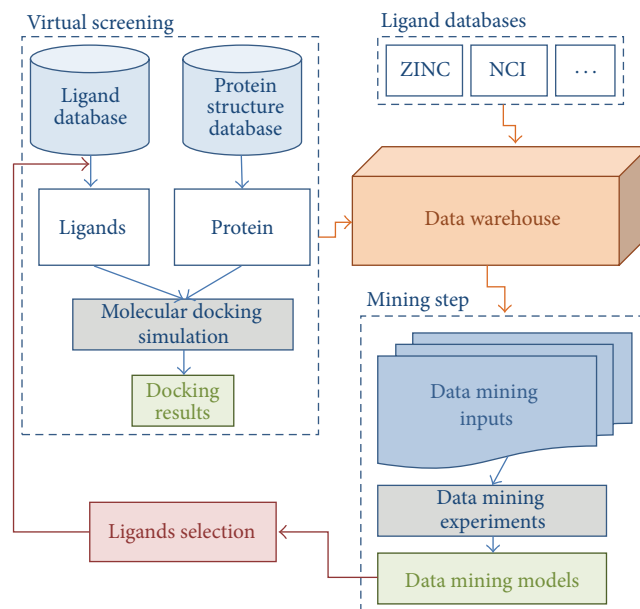 Virtual screening
Ligand
database
Protein
structure
database
Ligands
Protein
Molecular docking
simulation
Docking
results
Ligand databases
ZINC
NCI
...
Data warehouse
Mining step
Data mining
inputs
Data mining
experiments
Data mining models
Ligands selection